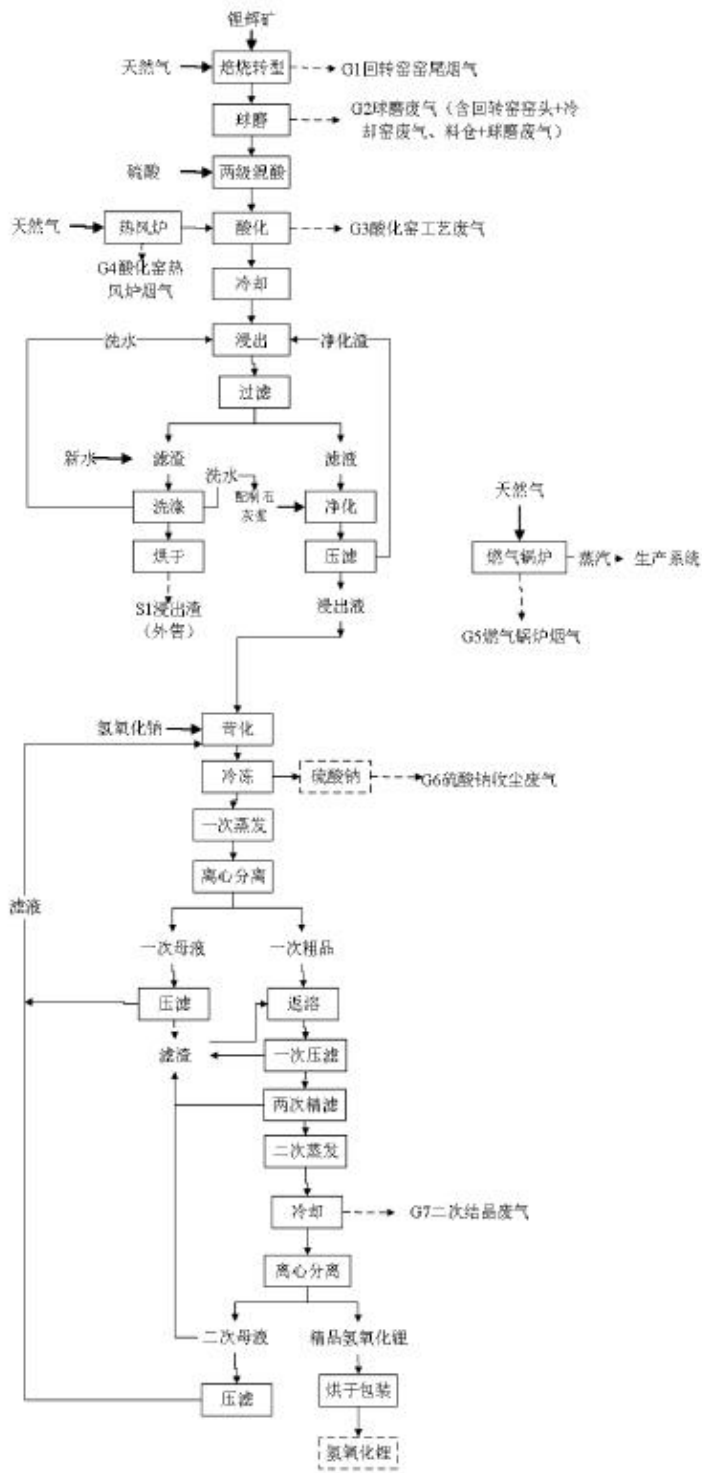 锂辉矿
天然气
焙烧转型
G1回转窑窑尾烟气
球磨
G2球磨废气（含回转窑窑头+冷
却窑废气、料仓+球磨废气）
硫酸
两级混酸
天然气
热风炉
酸化
G3酸化窑工艺废气
G4酸化窑热
风炉烟气
冷却
洗水
浸出
净化渣
过滤
新水
滤渣
滤液
洗水
洗涤
配制石
灰浆
净化
天然气
烘干
压滤
燃气锅炉
蒸汽
生产系统
S1浸出渣
（外售）
浸出液
G5燃气锅炉烟气
氢氧化钠
苛化
冷冻
硫酸钠
G6硫酸钠收尘废气
一次蒸发
离心分离
滤液
一次母液
一次粗品
压滤
返溶
滤渣
一次压滤
两次精滤
二次蒸发
冷却
G7二次结晶废气
离心分离
二次母液
精品氢氧化锂
压滤
烘干包装
氢氧化锂